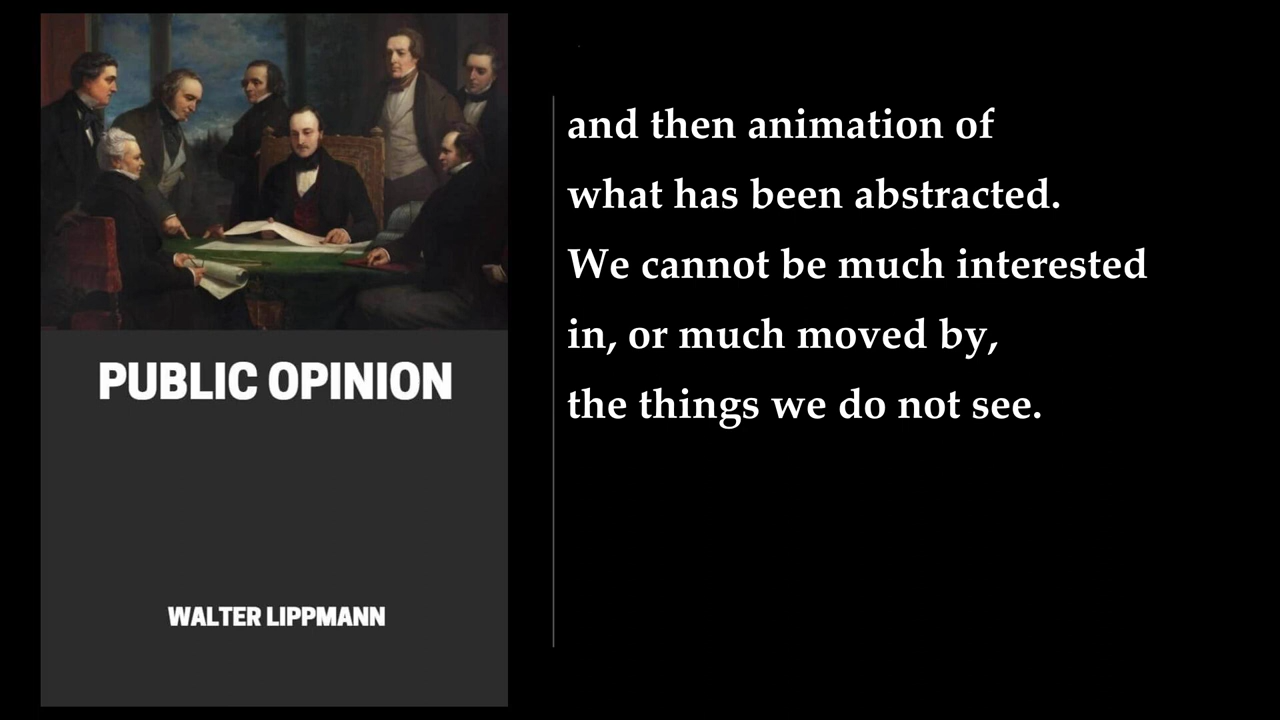 PUBLIC OPINION
WALTER LIPPMANN
and then animation of
what has been abstracted.
We cannot be much interested
in, or much moved by,
the things we do not see.